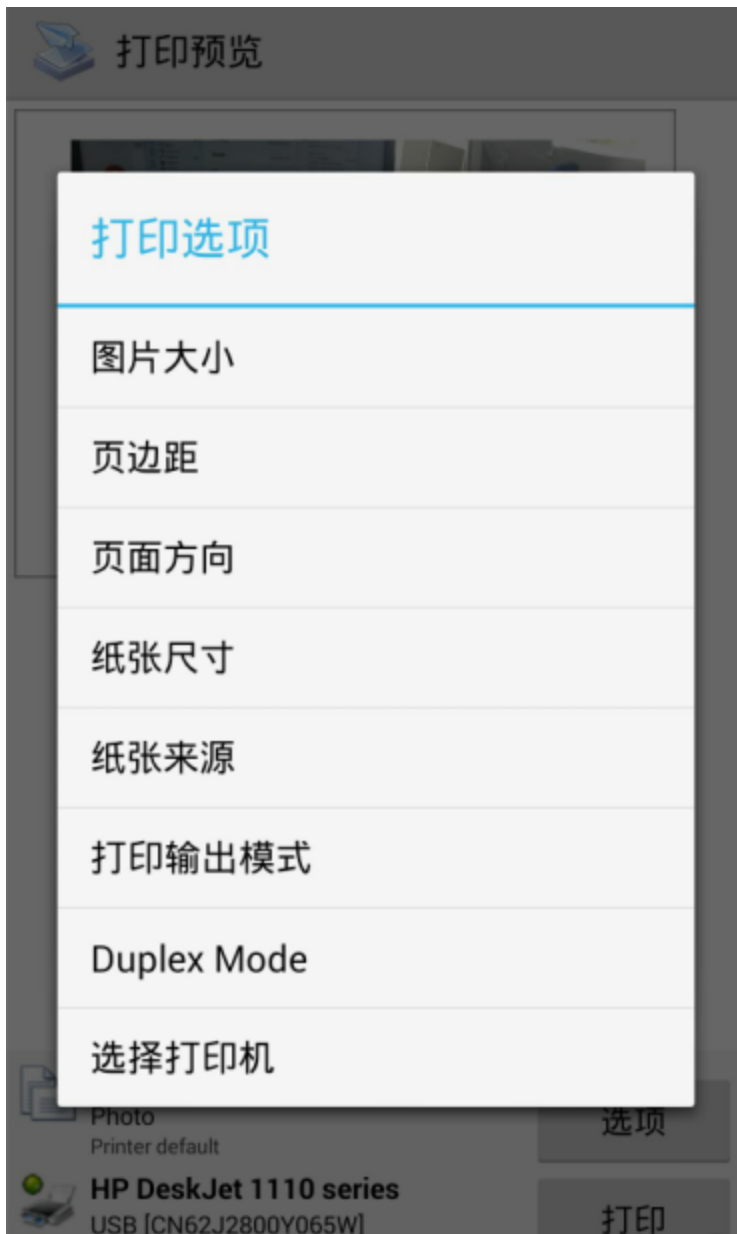 打印预览
打印选项
图片大小
页边距
页面方向
纸张尺寸
纸张来源
打印输出模式
Duplex Mode
选择打印机
Photo
选项
Printer default
HP DeskJet 1110 series
打印
USB [CN62J2800Y065W]